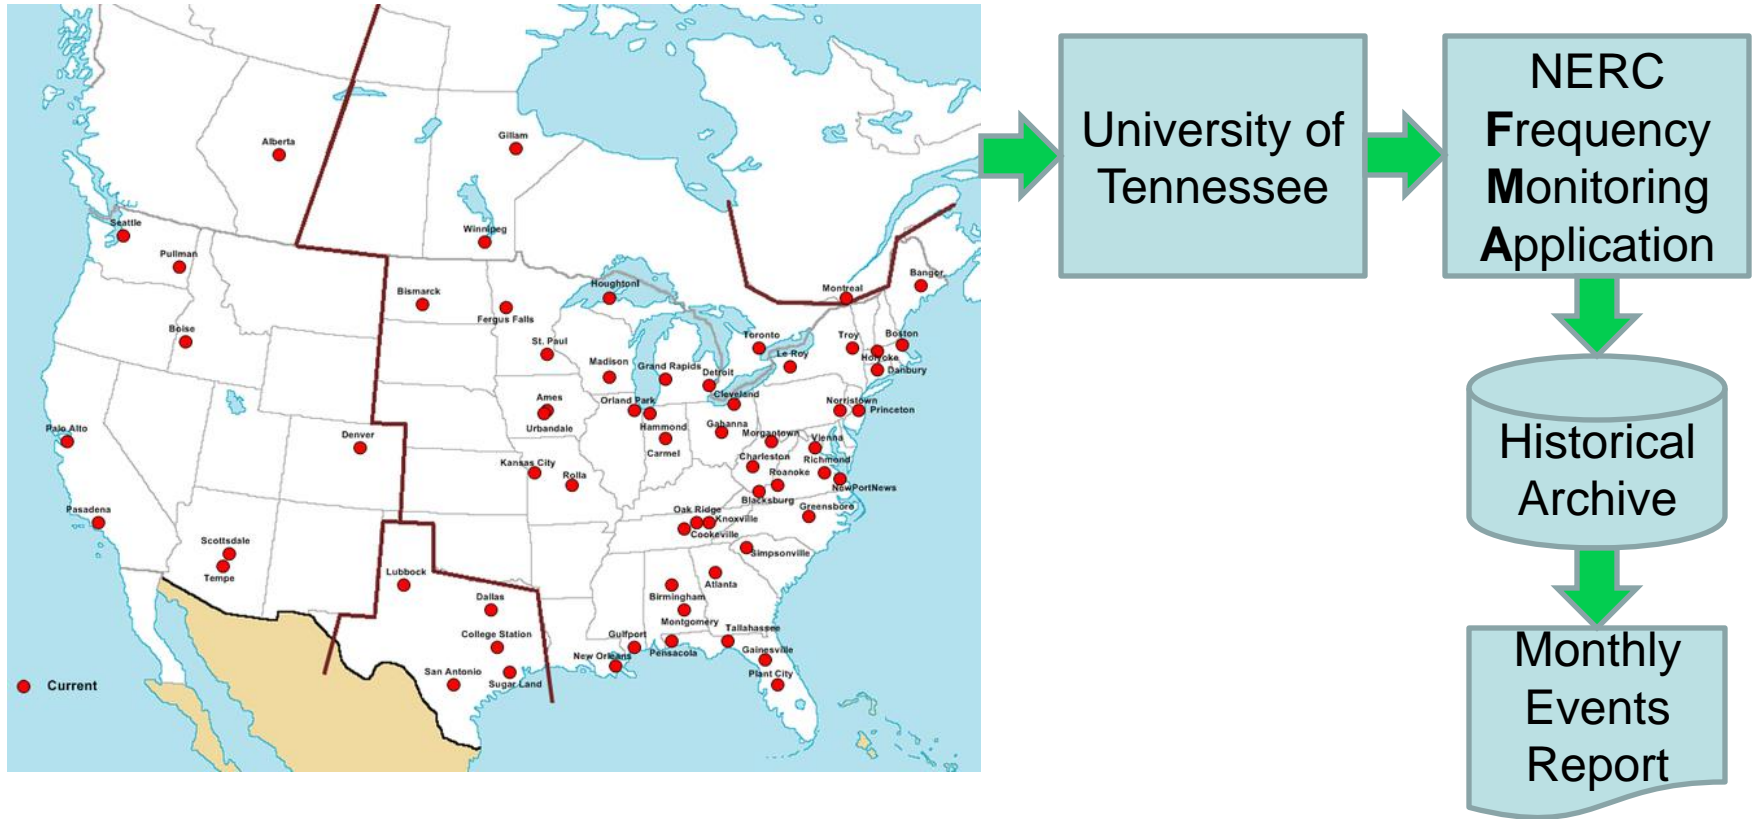 Alberta
Gillam
Seattle
Winnipeg
Pullman
Bismarck
Fergus Falls
Houghtonl
Montreal
Bangor
Boise
St. Paul
Madison
Grand Rapids
Detroit
Toronto
Le Roy
Troy
Boston
Holyoke
Danbury
Ames
Urbandale
Orland Park
Hammond
Carmel
Cleveland
Gahanna
Norristown
Princeton
Morgantown
Vienna
Palo Alto
Denver
Kansas City
Rolla
Charleston
Richmond
Roanoke
NewPortNews
Blacksburg
Greensboro
Pasadena
Oak Ridge
Knoxville
Cookeville
Simpsonville
Scottsdale
Tempe
Lubbock
Dallas
Atlanta
Birmingham
Montgomery
College Station
Gulfport
Tallahassee
New Orleans
Pensacola
Gainesville
San Antonio
Sugar Land
Plant City
Current
University of
Tennessee
NERC
Frequency
Monitoring
Application
Historical
Archive
Monthly
Events
Report